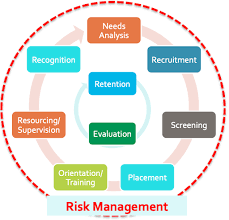 Needs
Analysis
Recognition
Recruitment
Retention
Resourcing/
Supervision
Screening
Evaluation
Orientation/
Training
Placement
Risk Management